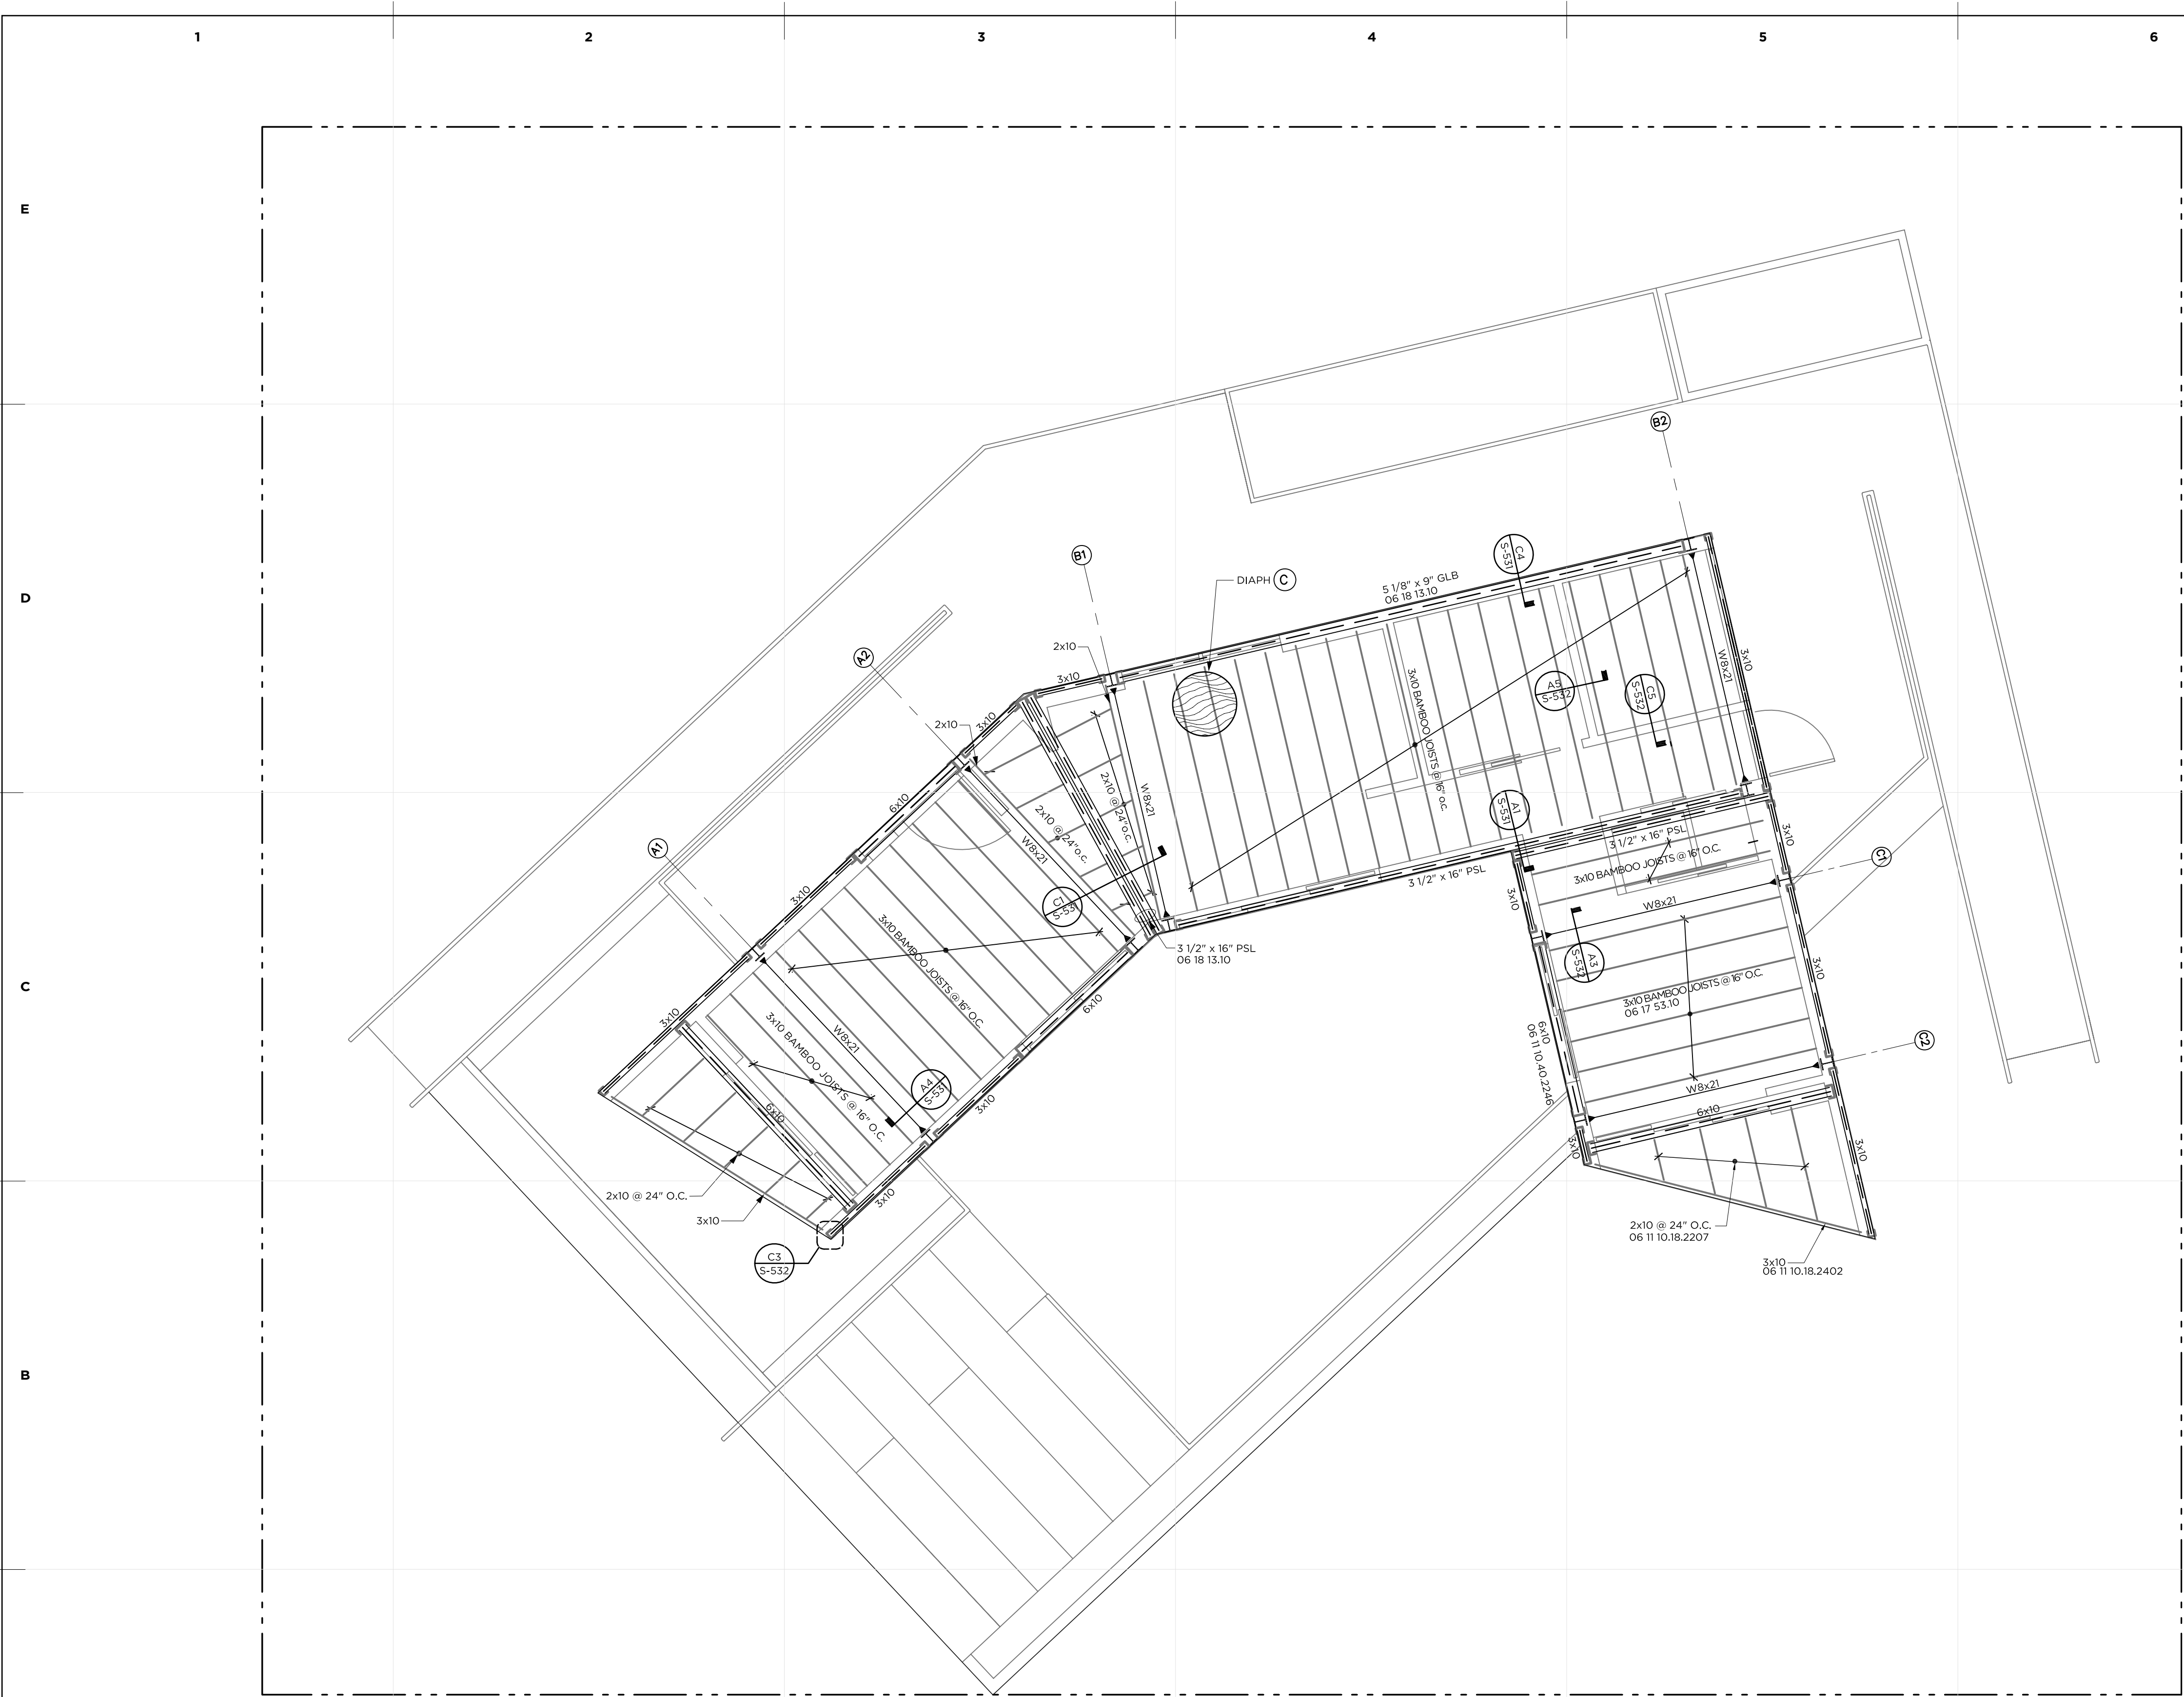 1
2
3
4
5
6
E
D
C
B
B2
B1
C4
S-531
DIAPH C
5 1/8" x 9" GLB
06 18 13.10
2x10
A2
3x10
3x10
2x10
W8x21
3x10
A5
S-532
C5
S-532
3x10 BAMBOO JOISTS @ 16" o.c.
2x10 @ 24"o.c.
W8x21
2x10 @ 24"o.c.
6x10
A1
W8x21
A1
S-531
3 1/2" x 16" PSL
3x10 BAMBOO JOISTS @ 16" O.C.
3x10
C1
3 1/2" x 16" PSL
3x10
3x10
W8x21
C1
S-531
3x10 BAMBOO JOISTS @ 16" O.C.
3 1/2" x 16" PSL
06 18 13.10
A3
S-532
3x10
3x10 BAMBOO JOISTS @ 16" O.C.
06 17 53.10
6x10
3x10
W8x21
3x10 BAMBOO JOISTS @ 16" O.C.
C2
6x10
06 11 10.40.2246
A4
S-531
W8x21
6x10
3x10
6x10
3x10
3x10
2x10 @ 24" O.C.
3x10
3x10
2x10 @ 24" O.C.
06 11 10.18.2207
C3
S-532
3x10
06 11 10.18.2402